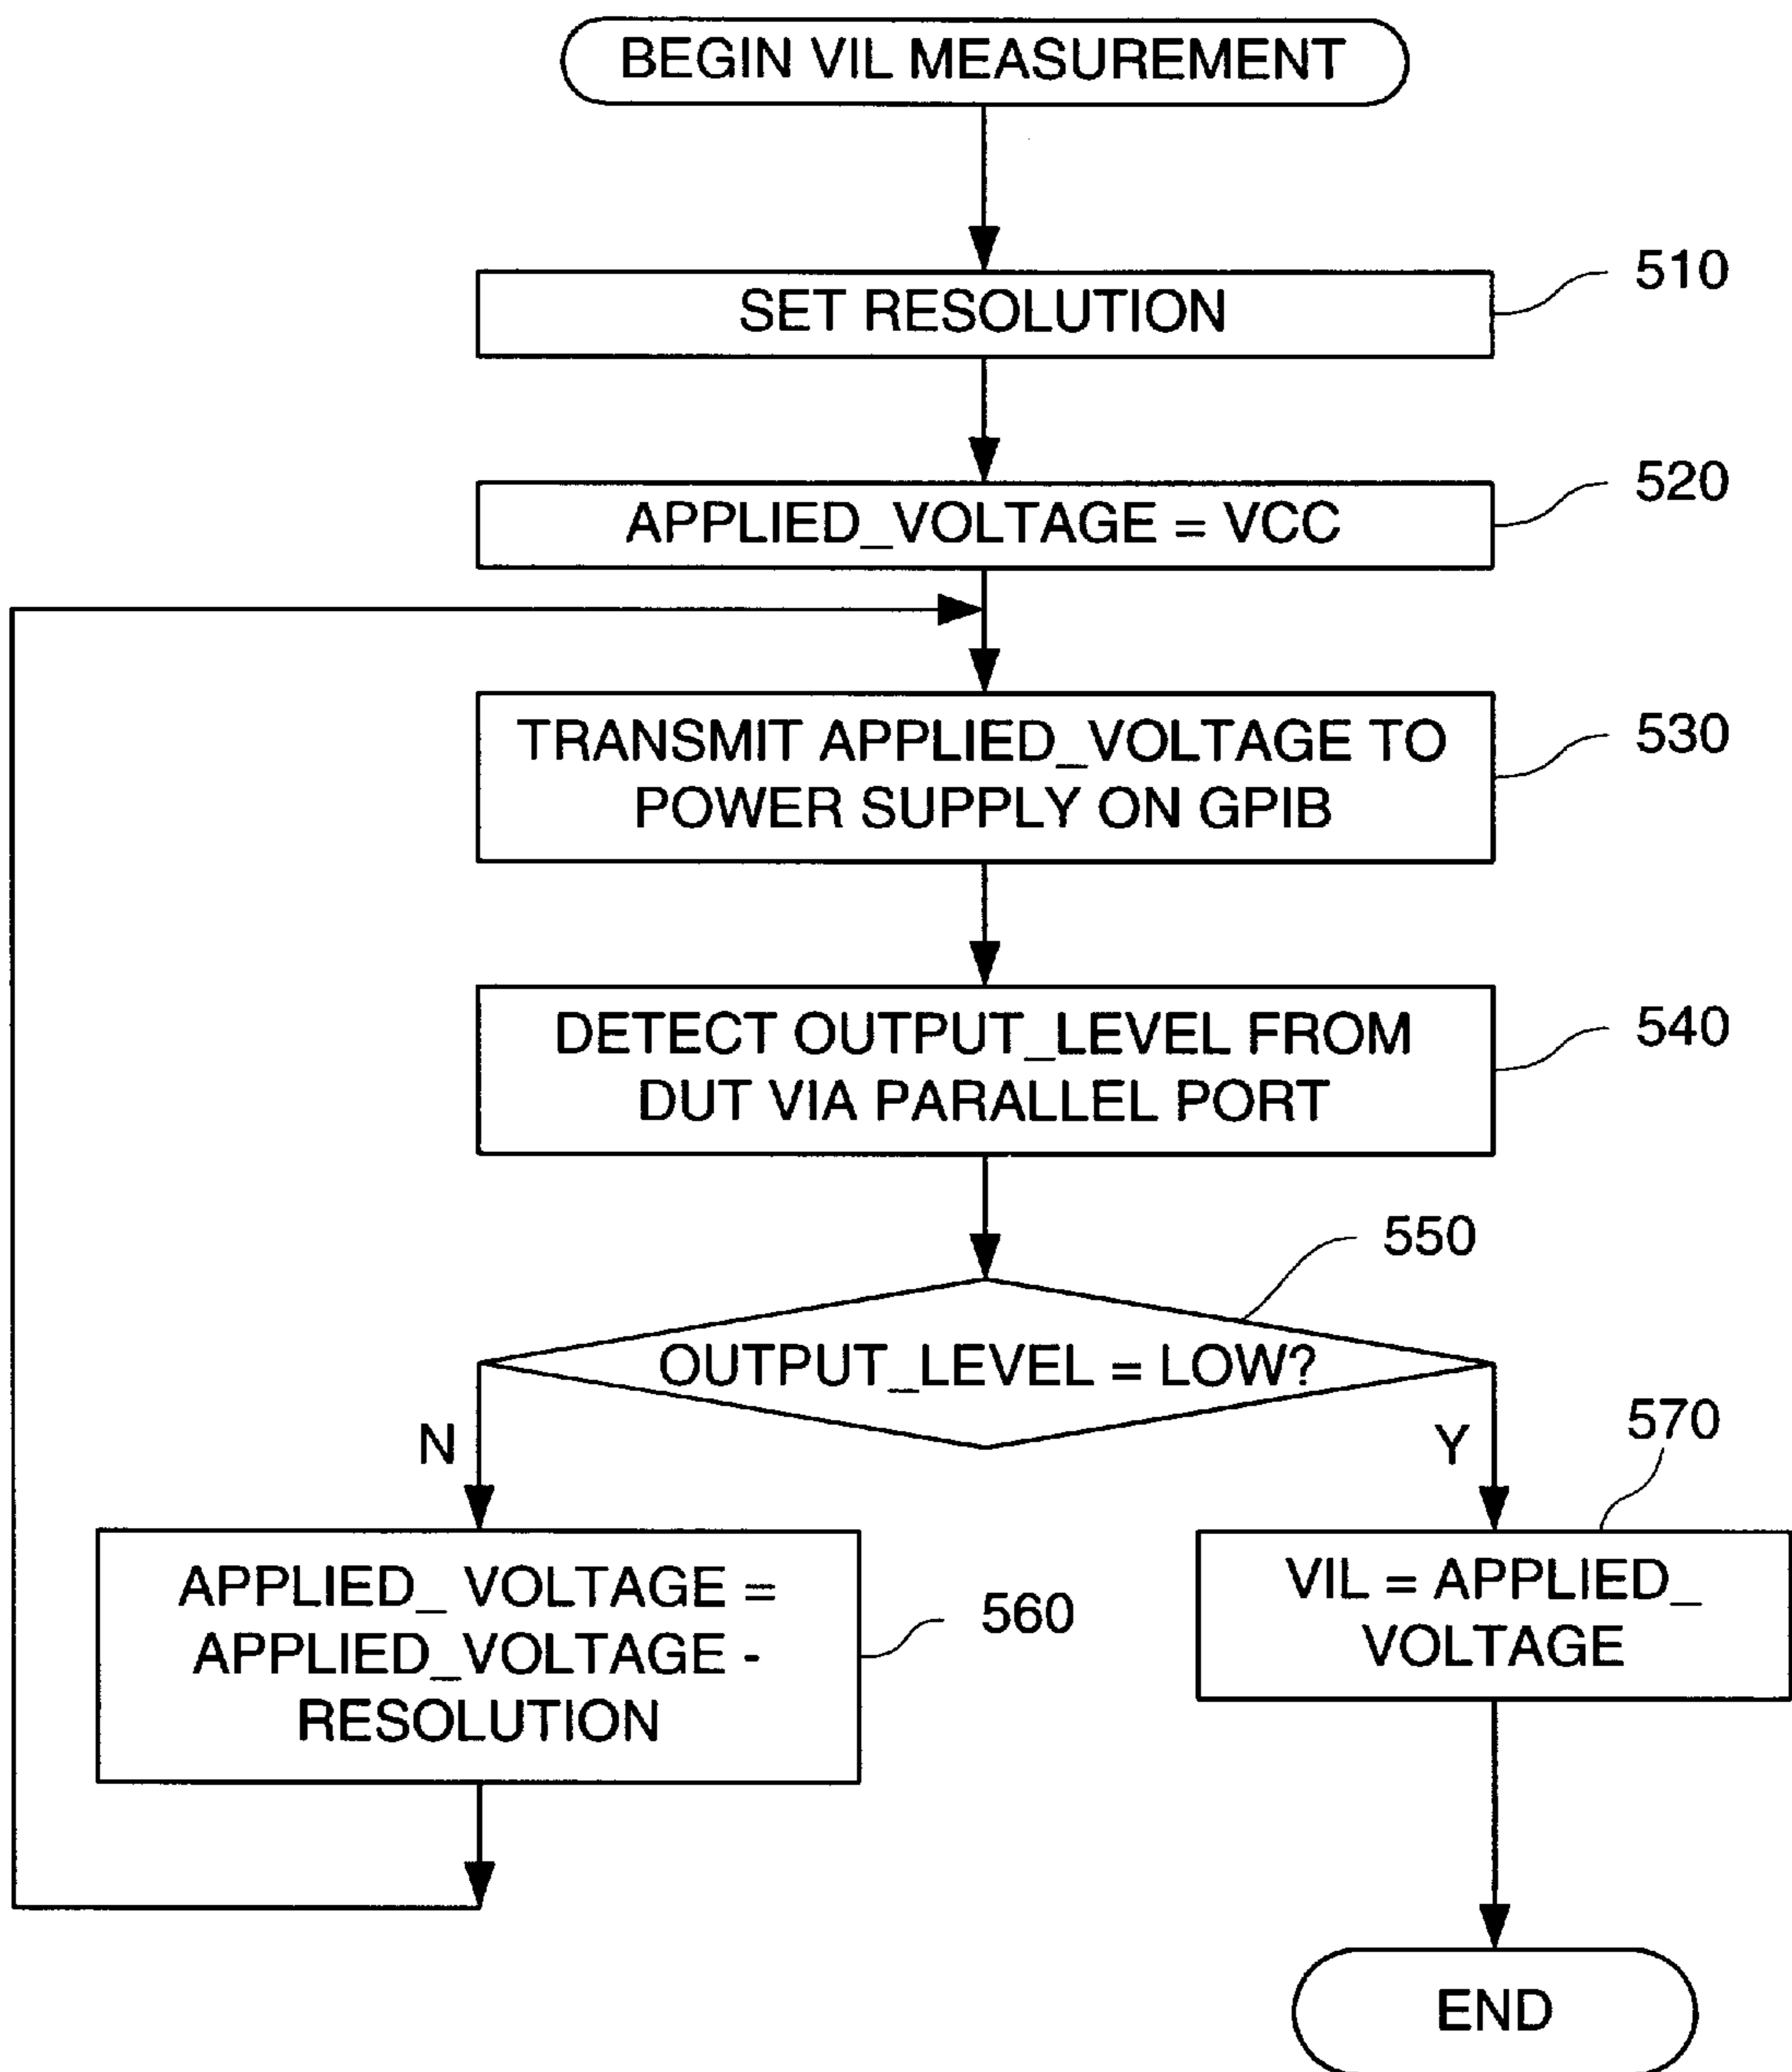 BEGIN VIL MEASUREMENT
SET RESOLUTION
510
APPLIED_VOLTAGE = VCC
520
TRANSMIT APPLIED_VOLTAGE TO
POWER SUPPLY ON GPIB
530
DETECT OUTPUT_LEVEL FROM
DUT VIA PARALLEL PORT
540
550
OUTPUT_LEVEL = LOW?
N
Y
570
APPLIED_ VOLTAGE =
APPLIED_VOLTAGE -
RESOLUTION
560
VIL = APPLIED_
VOLTAGE
END